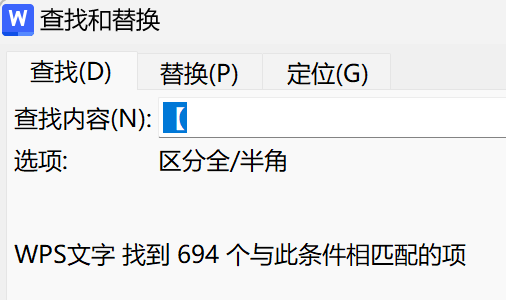 W 查找和替换
查找(D) 替换(P) 定位(G)
查找内容(N): 【
选项: 区分全/半角
WPS文字 找到 694 个与此条件相匹配的项